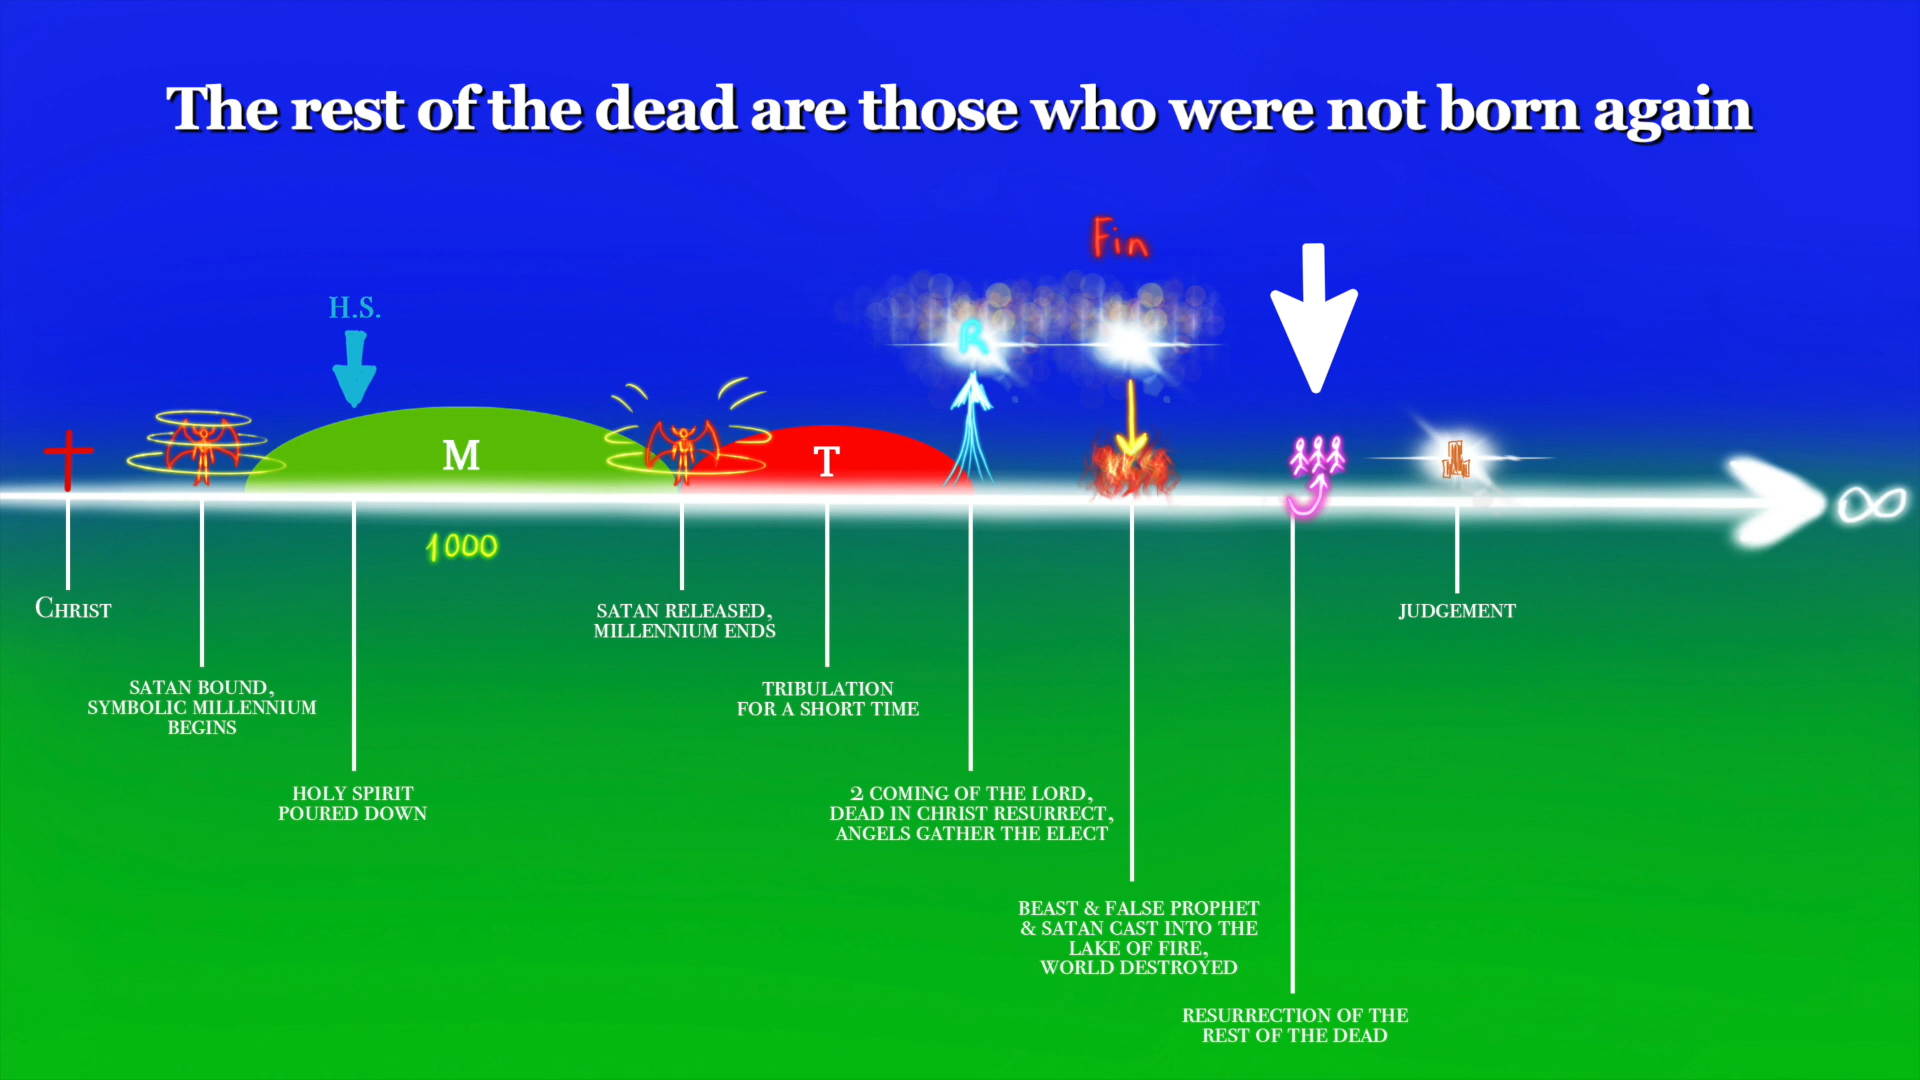 The rest of the dead are those who were not born again
Fin
H.S.
R
M
T
∞
1000
Christ
SATAN BOUND,
SYMBOLIC MILLENNIUM
BEGINS
HOLY SPIRIT
POURED DOWN
SATAN RELEASED,
MILLENNIUM ENDS
TRIBULATION
FOR A SHORT TIME
2 COMING OF THE LORD,
DEAD IN CHRIST RESURRECT,
ANGELS GATHER THE ELECT
BEAST & FALSE PROPHET
& SATAN CAST INTO THE
LAKE OF FIRE,
WORLD DESTROYED
RESURRECTION OF THE
REST OF THE DEAD
JUDGEMENT